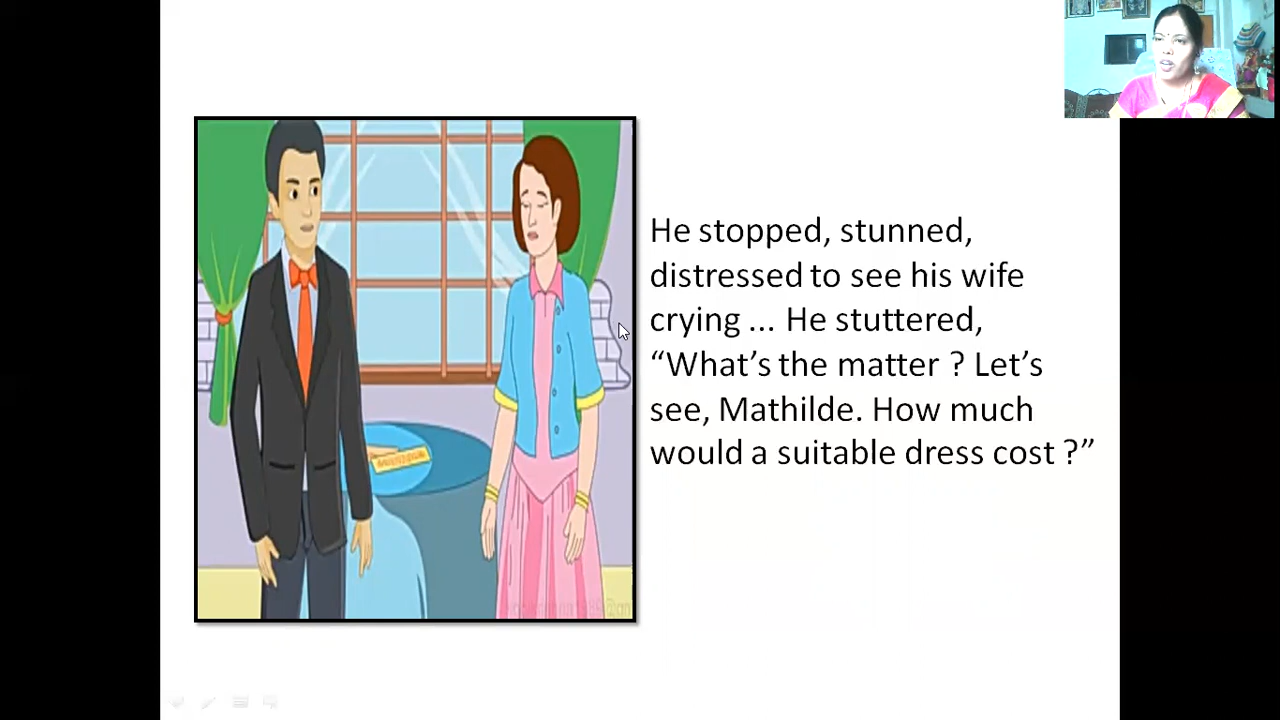 He stopped, stunned,
distressed to see his wife
crying ... He stuttered,
“What’s the matter ? Let’s
see, Mathilde. How much
would a suitable dress cost ?”